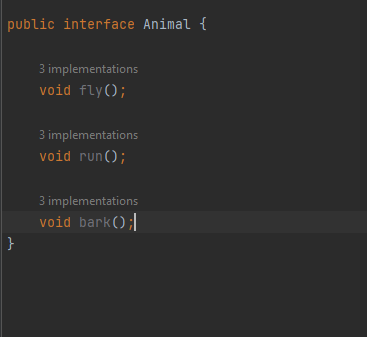 public interface Animal {
3 implementations
void fly();
3 implementations
void run();
3 implementations
void bark();
}